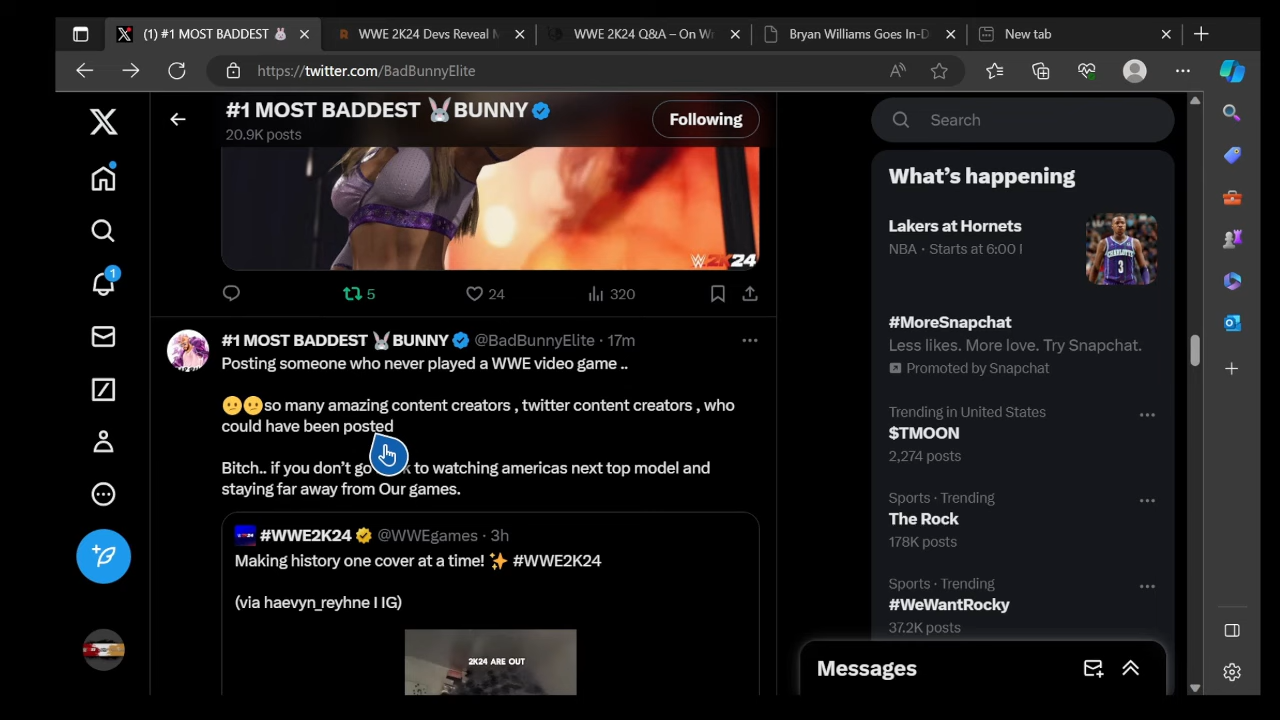 (1) #1 MOST BADDEST 🐰
WWE 2K24 Devs Reveal M
WWE 2K24 Q&A – On Wr
Bryan Williams Goes In-D
New tab
https://twitter.com/BadBunnyElite
#1 MOST BADDEST 🐰BUNNY
20.9K posts
Following
W 2K24
5
24
320
#1 MOST BADDEST 🐰BUNNY @BadBunnyElite · 17m
Posting someone who never played a WWE video game ..
😕😕so many amazing content creators , twitter content creators , who
could have been posted
Bitch.. if you don’t go to watching americas next top model and
staying far away from Our games.
#WWE2K24 @WWEgames · 3h
Making history one cover at a time! ✨ #WWE2K24
(via haevyn_reyhne I IG)
2K24 ARE OUT
Search
What’s happening
Lakers at Hornets
NBA · Starts at 6:00
CHARLOTTE
3
#MoreSnapchat
Less likes. More love. Try Snapchat.
Promoted by Snapchat
Trending in United States
$TMOON
2,274 posts
Sports · Trending
The Rock
178K posts
Sports · Trending
#WeWantRocky
37.2K posts
Messages
1